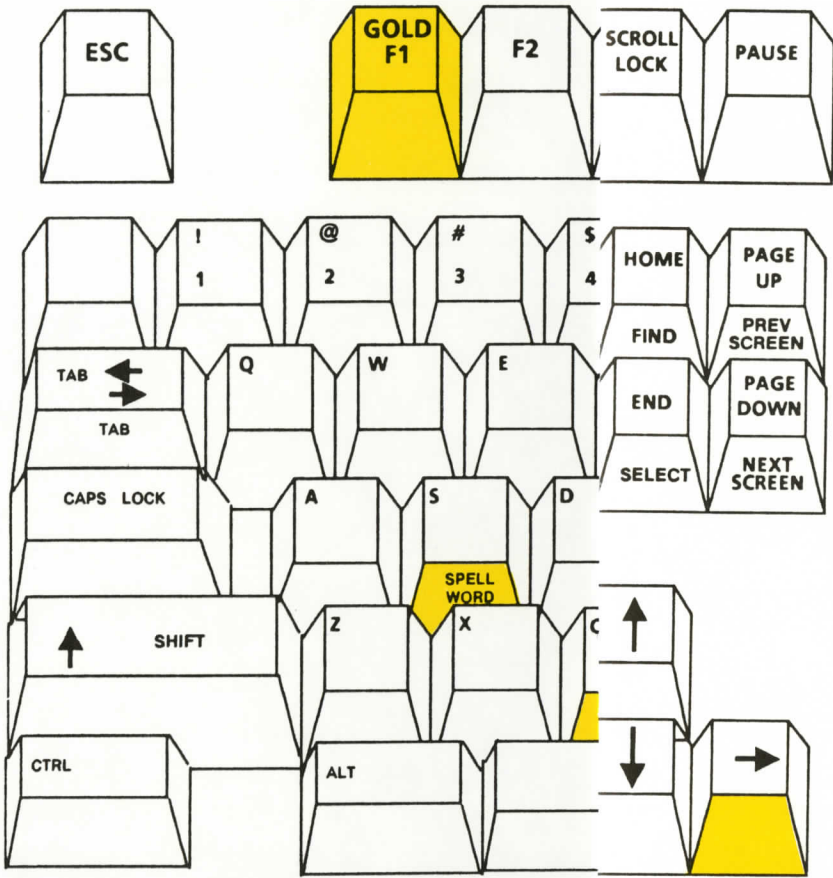 ESC
GOLD
F1
F2
SCROLL
LOCK
PAUSE
!
1
@
2
#
3
$
4
HOME
FIND
PAGE
UP
PREV
SCREEN
TAB
TAB
Q
W
E
END
SELECT
PAGE
DOWN
NEXT
SCREEN
CAPS LOCK
A
S
SPELL
WORD
D
SHIFT
Z
X
CTRL
ALT